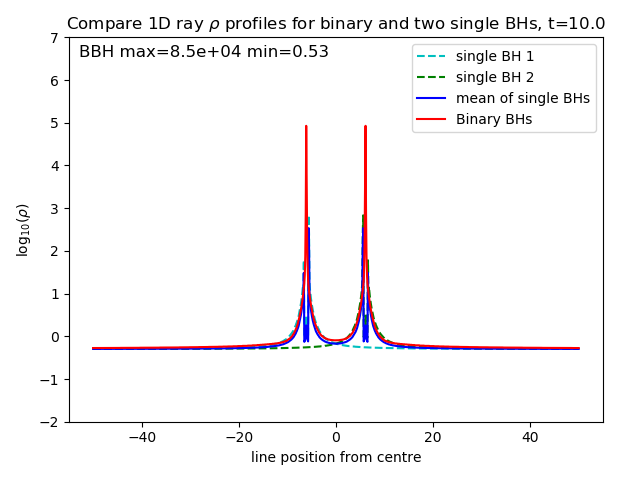 Compare 1D ray ρ profiles for binary and two single BHs, t=10.0
BBH max=8.5e+04 min=0.53
single BH 1
single BH 2
mean of single BHs
Binary BHs
7
6
5
4
3
2
1
0
−1
−2
log₁₀(ρ)
−40 −20 0 20 40
line position from centre